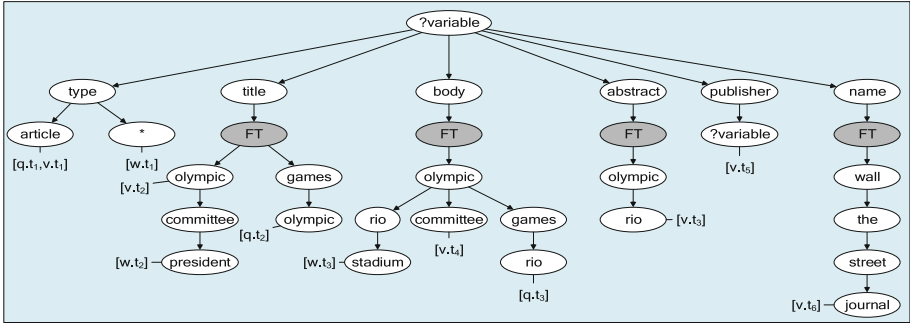 ?variable
type title body abstract publisher name
article * FT FT FT ?variable FT
[q.t₁,v.t₁] [w.t₁] [v.t₅]
[v.t₂] olympic games olympic olympic wall
committee [q.t₂] olympic rio committee games rio [v.t₃] the
[v.t₄]
[w.t₂] president [w.t₃] stadium rio street
[q.t₃]
[v.t₆] journal